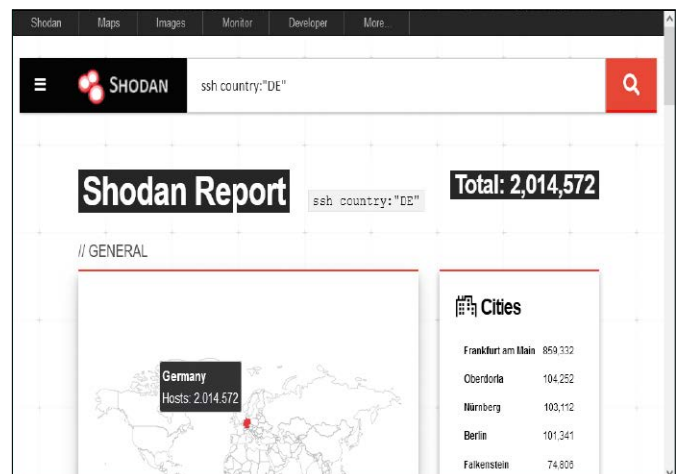 Shodan Maps Images Monitor Developer More...
SHODAN ssh country:"DE"
Shodan Report ssh country:"DE" Total: 2,014,572
// GENERAL
Cities
Germany
Hosts: 2.014.572
Frankfurt am Main 859,332
Oberdorla 104,252
Nürnberg 103,112
Berlin 101,341
Falkenstein 74,806